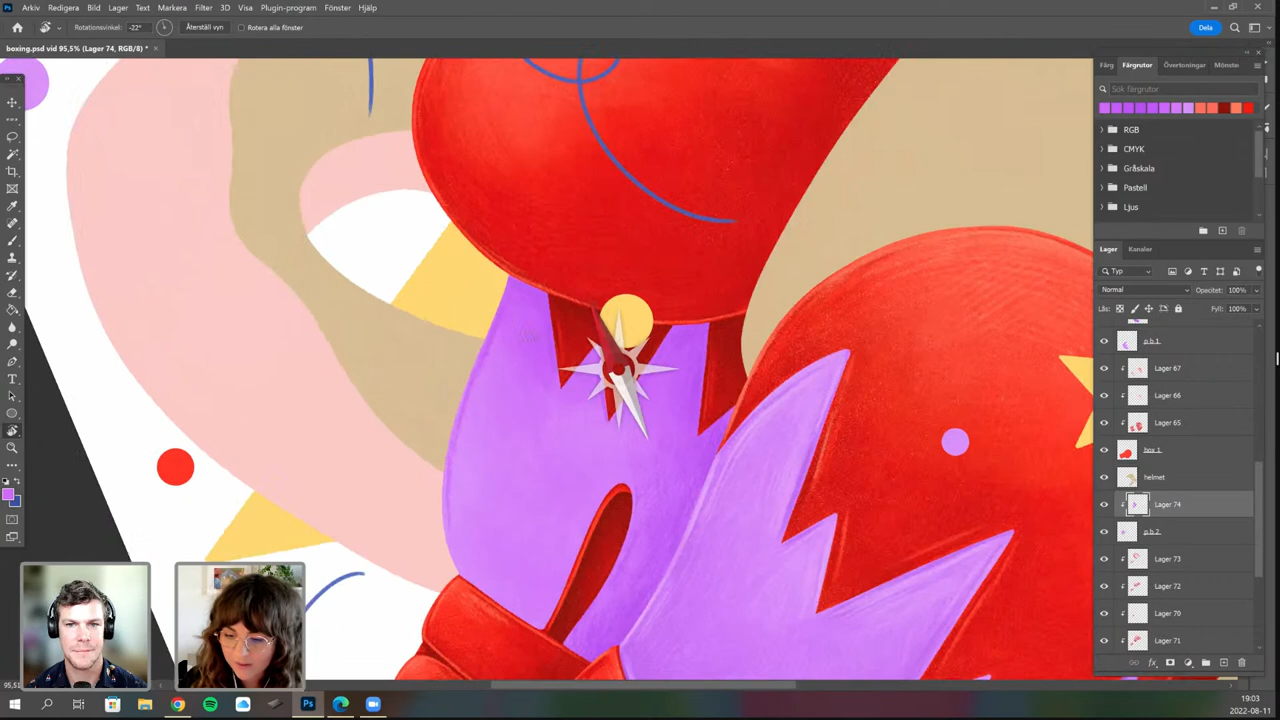 Arkiv Redigera Bild Lager Text Markera Filter 3D Visa Plugin-program Fönster Hjälp
Rotationsvinkel: -22° Återställ vyn Rotera alla fönster Dela
boxing.psd vid 95,5% (Lager 74, RGB/8) *
Färg Färgrutor Övertoningar Mönste
Sök färgrutor
RGB
CMYK
Gråskala
Pastell
Ljus
Lager Kanaler
Typ
Normal Opacitet: 100%
Lås: Fyll: 100%
p.b.1
Lager 67
Lager 66
Lager 65
box 1
helmet
Lager 74
p.b.2
Lager 73
Lager 72
Lager 70
Lager 71
95,5
19:03
2022-08-11